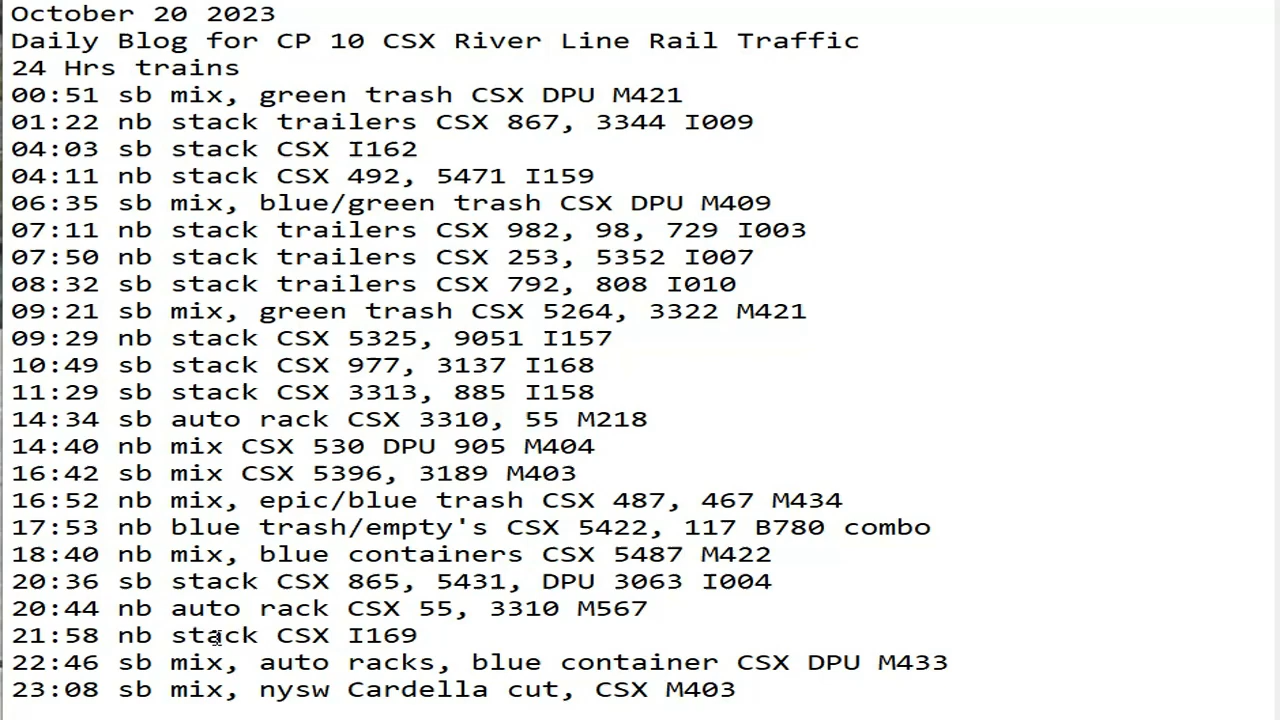 October 20 2023
Daily Blog for CP 10 CSX River Line Rail Traffic
24 Hrs trains
00:51 sb mix, green trash CSX DPU M421
01:22 nb stack trailers CSX 867, 3344 I009
04:03 sb stack CSX I162
04:11 nb stack CSX 492, 5471 I159
06:35 sb mix, blue/green trash CSX DPU M409
07:11 nb stack trailers CSX 982, 98, 729 I003
07:50 nb stack trailers CSX 253, 5352 I007
08:32 sb stack trailers CSX 792, 808 I010
09:21 sb mix, green trash CSX 5264, 3322 M421
09:29 nb stack CSX 5325, 9051 I157
10:49 sb stack CSX 977, 3137 I168
11:29 sb stack CSX 3313, 885 I158
14:34 sb auto rack CSX 3310, 55 M218
14:40 nb mix CSX 530 DPU 905 M404
16:42 sb mix CSX 5396, 3189 M403
16:52 nb mix, epic/blue trash CSX 487, 467 M434
17:53 nb blue trash/empty's CSX 5422, 117 B780 combo
18:40 nb mix, blue containers CSX 5487 M422
20:36 sb stack CSX 865, 5431, DPU 3063 I004
20:44 nb auto rack CSX 55, 3310 M567
21:58 nb stack CSX I169
22:46 sb mix, auto racks, blue container CSX DPU M433
23:08 sb mix, nysw Cardella cut, CSX M403